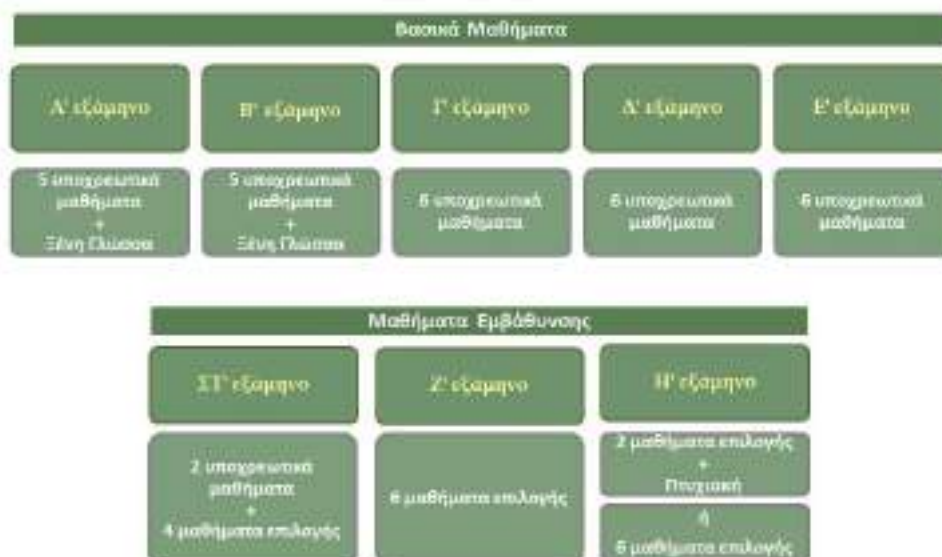 Βασικά Μαθήματα
Α' εξάμηνο
Β' εξάμηνο
Γ' εξάμηνο
Δ' εξάμηνο
Ε' εξάμηνο
5 υποχρεωτικά
μαθήματα
+
Ξένη Γλώσσα
5 υποχρεωτικά
μαθήματα
+
Ξένη Γλώσσα
6 υποχρεωτικά
μαθήματα
6 υποχρεωτικά
μαθήματα
6 υποχρεωτικά
μαθήματα
Μαθήματα Εμβάθυνσης
ΣΤ' εξάμηνο
Ζ' εξάμηνο
Η' εξάμηνο
2 υποχρεωτικά
μαθήματα
+
4 μαθήματα επιλογής
6 μαθήματα επιλογής
2 μαθήματα επιλογής
+
Πτυχιακή
ή
6 μαθήματα επιλογής